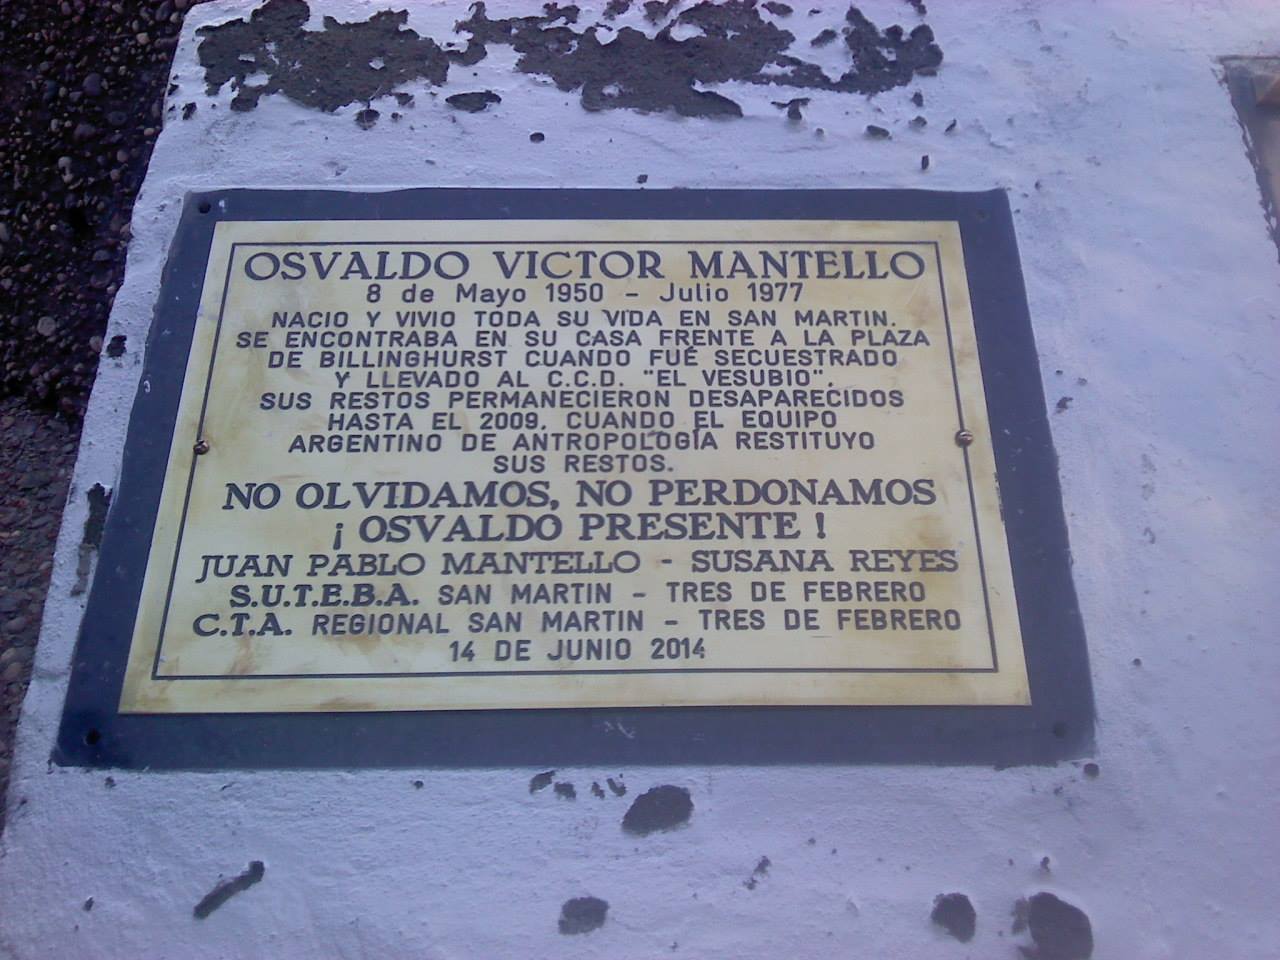 OSVALDO VICTOR MANTELLO
8 de Mayo 1950 - Julio 1977
NACIO Y VIVIO TODA SU VIDA EN SAN MARTIN.
SE ENCONTRABA EN SU CASA FRENTE A LA PLAZA
DE BILLINGHURST CUANDO FUÉ SECUESTRADO
Y LLEVADO AL C.C.D. "EL VESUBIO".
SUS RESTOS PERMANECIERON DESAPARECIDOS
HASTA EL 2009, CUANDO EL EQUIPO
ARGENTINO DE ANTROPOLOGÍA RESTITUYO
SUS RESTOS.
NO OLVIDAMOS, NO PERDONAMOS
¡ OSVALDO PRESENTE !
JUAN PABLO MANTELLO - SUSANA REYES
S.U.T.E.B.A. SAN MARTIN - TRES DE FEBRERO
C.T.A. REGIONAL SAN MARTIN - TRES DE FEBRERO
14 DE JUNIO 2014